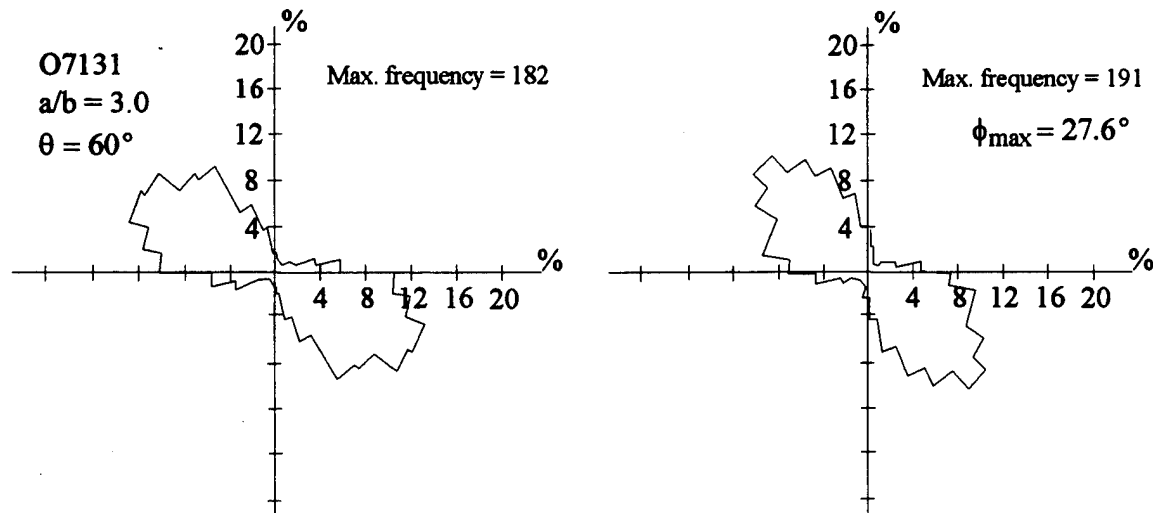 %
20
O7131
Max. frequency = 182
a/b = 3.0
16
θ = 60°
12
8
4
%
4 8 12 16 20
%
20
Max. frequency = 191
16
ϕmax = 27.6°
12
8
4
%
4 8 12 16 20